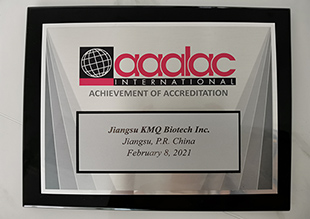 aaalac
INTERNATIONAL
ACHIEVEMENT OF ACCREDITATION
Jiangsu KMQ Biotech Inc.
Jiangsu, P.R. China
February 8, 2021